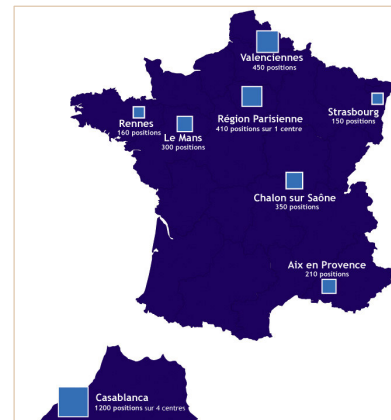 Valenciennes
450 positions
Strasbourg
150 positions
Région Parisienne
410 positions sur 1 centre
Rennes
160 positions
Le Mans
300 positions
Chalon sur Saône
350 positions
Aix en Provence
210 positions
Casablanca
1200 positions sur 4 centres